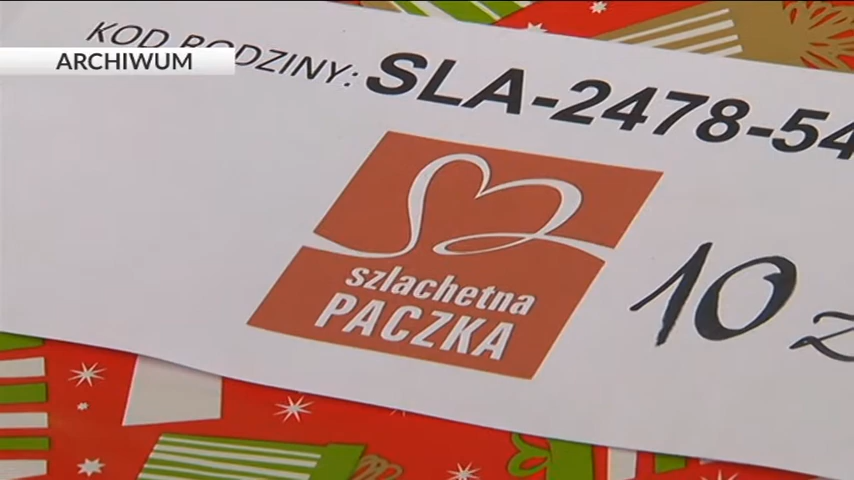 KOD RODZINY: SLA-2478-54
ARCHIWUM
szlachetna
PACZKA
10 z